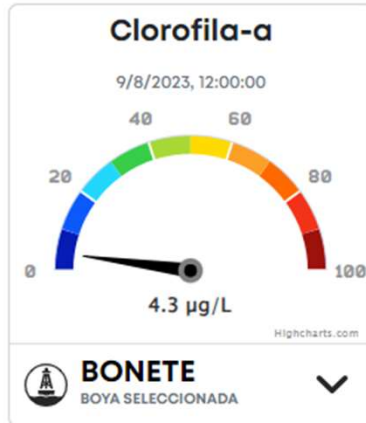 Clorofila-a
9/8/2023, 12:00:00
40
60
20
80
0
100
4.3 µg/L
Highcharts.com
BONETE
BOYA SELECCIONADA